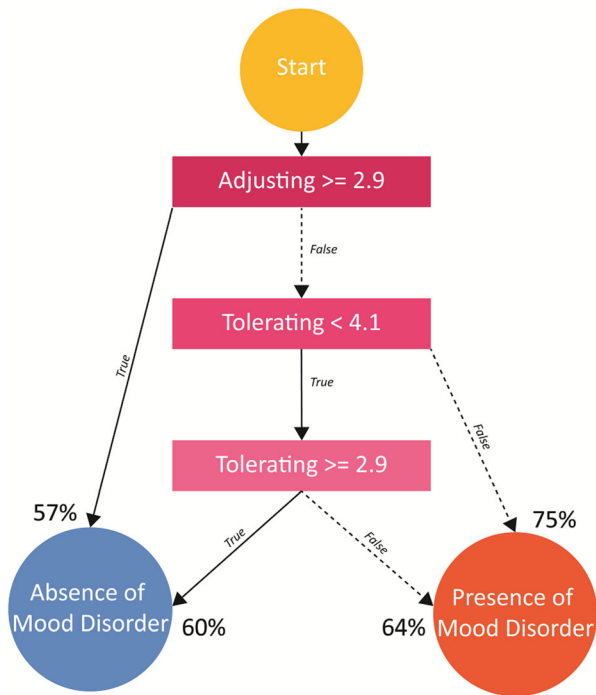 Start
Adjusting >= 2.9
False
Tolerating < 4.1
True
True
False
Tolerating >= 2.9
57%
75%
True
False
Absence of
Mood Disorder
60%
64%
Presence of
Mood Disorder